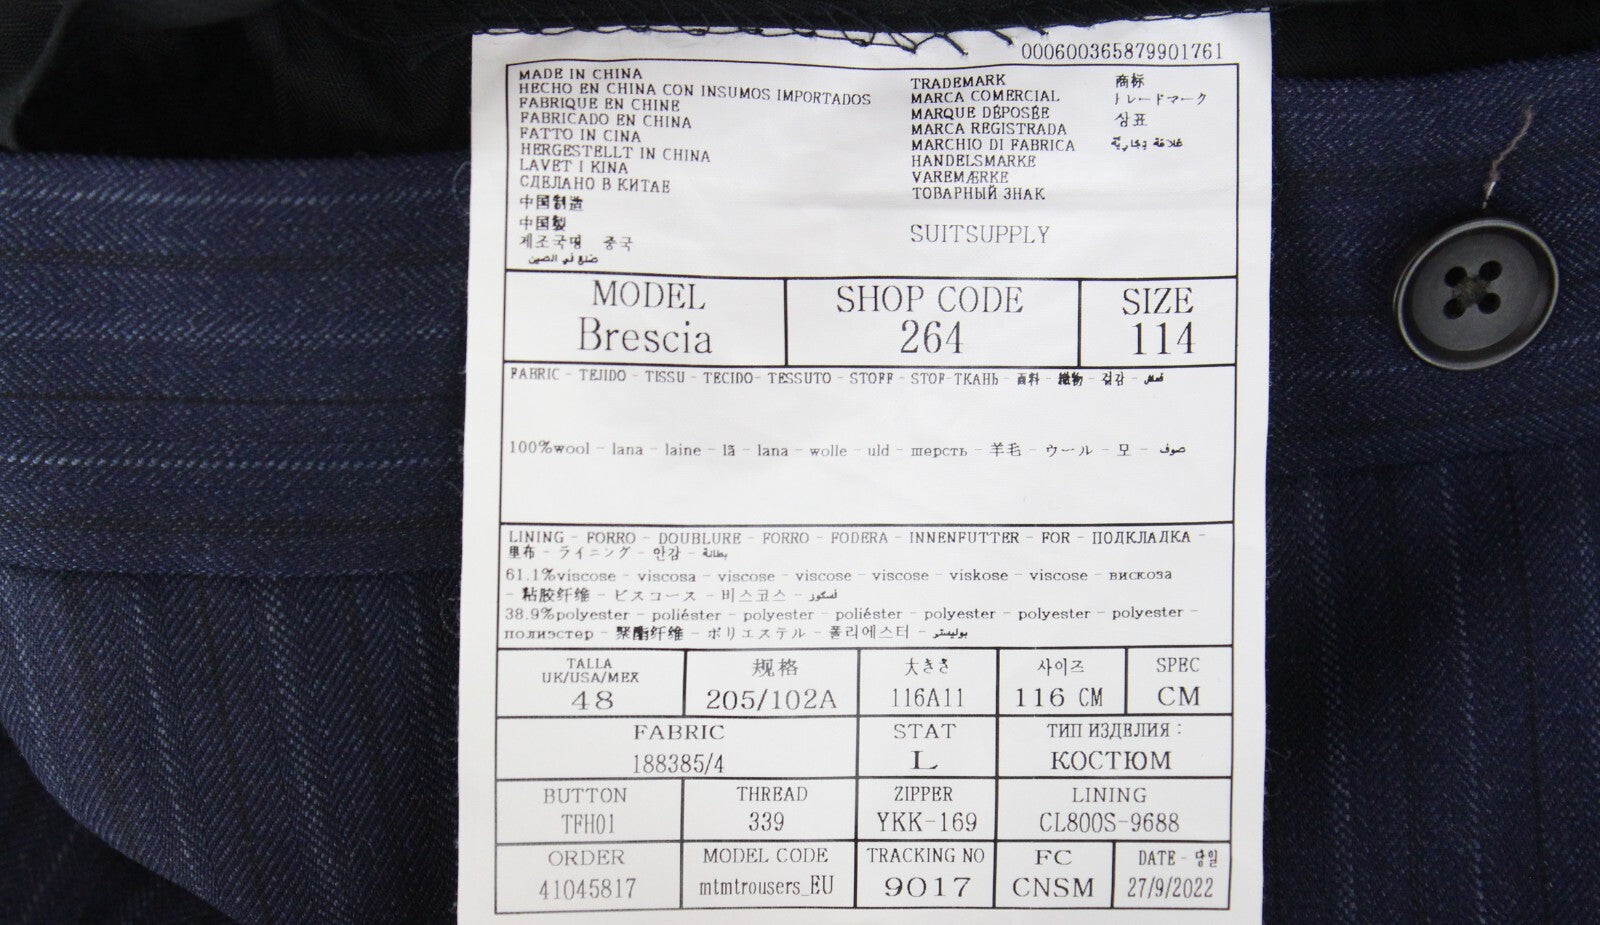 000600365879901761
MADE IN CHINA
HECHO EN CHINA CON INSUMOS IMPORTADOS
FABRIQUE EN CHINE
FABRICADO EN CHINA
FATTO IN CINA
HERGESTELLT IN CHINA
LAVET I KINA
СДЕЛАНО В КИТАЕ
中国制造
中国製
제조국명 중국
صنع في الصين
TRADEMARK
MARCA COMERCIAL
MARQUE DÉPOSÉE
MARCA REGISTRADA
MARCHIO DI FABRICA
HANDELSMARKE
VAREMÆRKE
ТОВАРНЫЙ ЗНАК
商标
トレードマーク
상표
SUITSUPPLY
MODEL
Brescia
SHOP CODE
264
SIZE
114
FABRIC - TEJIDO - TISSU - TECIDO- TESSUTO - STOFF - STOF-ТКАНЬ - 面料 - 織物 - 겉감 -
100%wool - lana - laine - lã - lana - wolle - uld - шерсть - 羊毛 - ウール - 모 - صوف
LINING - FORRO - DOUBLURE - FORRO - FODERA - INNENFUTTER - FOR - ПОДКЛАДКА -
里布 - ライニング - 안감 - بطانة
61.1%viscose - viscosa - viscose - viscose - viscose - viskose - viscose - вискоза
- 粘胶纤维 - ビスコース - 비스코스 - فسكوز
38.9%polyester - poliéster - polyester - poliéster - polyester - polyester - polyester -
полиэстер - 聚酯纤维 - ポリエステル - 폴리에스터 - بوليستر
TALLA
UK/USA/MEX
48
规格
205/102A
大きさ
116A11
사이즈
116 CM
SPEC
CM
FABRIC
188385/4
STAT
L
ТИП ИЗДЕЛИЯ :
КОСТЮМ
BUTTON
TFH01
THREAD
339
ZIPPER
YKK-169
LINING
CL800S-9688
ORDER
41045817
MODEL CODE
mtmtrousers_EU
TRACKING NO
9017
FC
CNSM
DATE -
27/9/2022